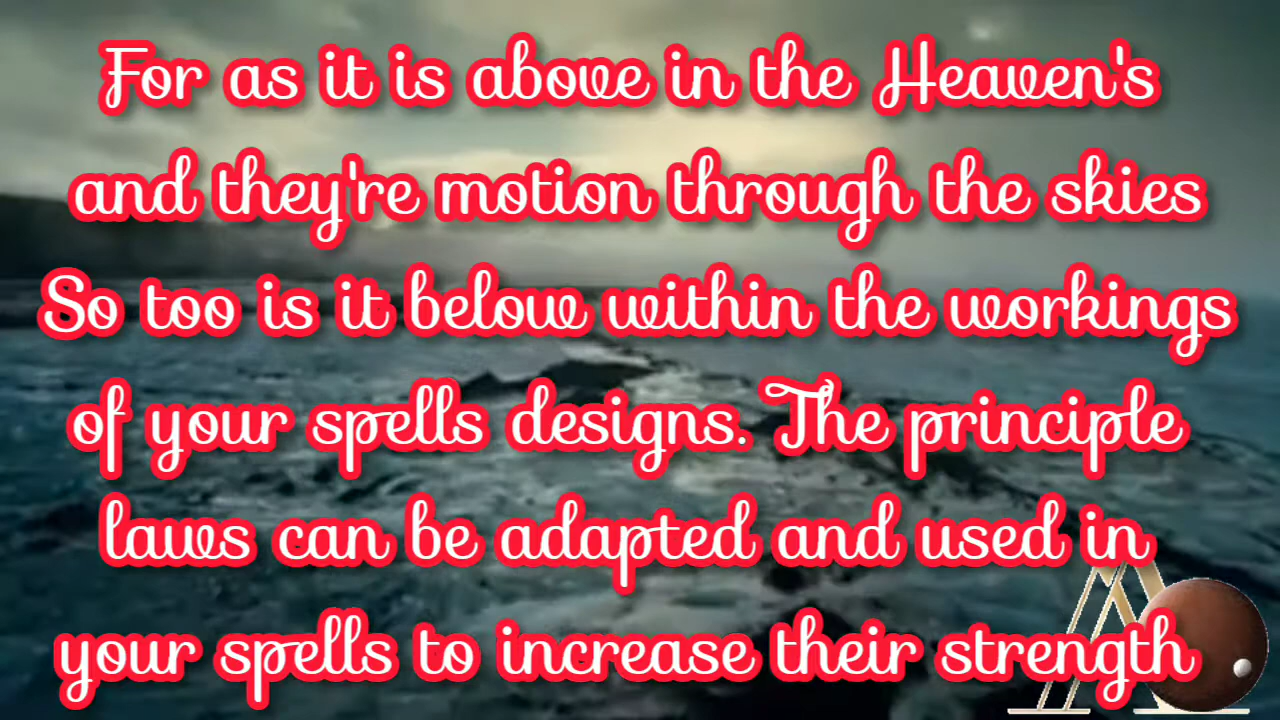 For as it is above in the Heaven's
and they're motion through the skies
So too is it below within the workings
of your spells designs. The principle
laws can be adapted and used in
your spells to increase their strength